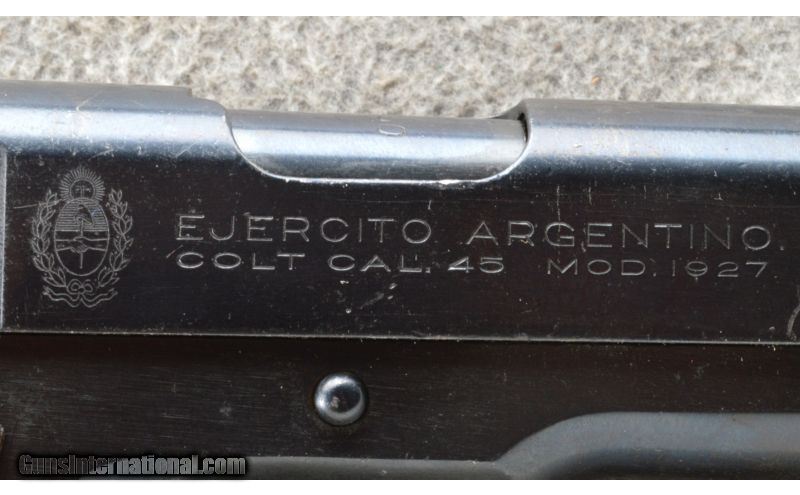 EJERCITO ARGENTINO.
COLT CAL. 45 MOD. 1927
GunsInternational.com